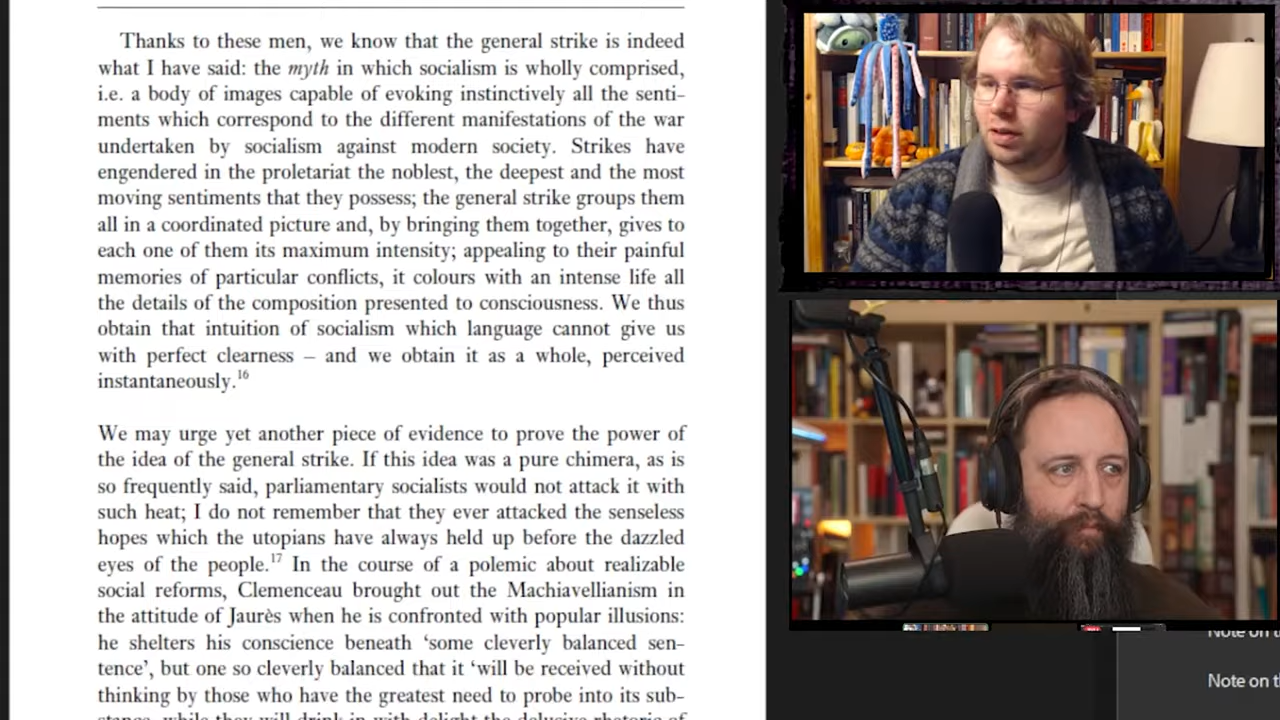 Thanks to these men, we know that the general strike is indeed
what I have said: the myth in which socialism is wholly comprised,
i.e. a body of images capable of evoking instinctively all the senti-
ments which correspond to the different manifestations of the war
undertaken by socialism against modern society. Strikes have
engendered in the proletariat the noblest, the deepest and the most
moving sentiments that they possess; the general strike groups them
all in a coordinated picture and, by bringing them together, gives to
each one of them its maximum intensity; appealing to their painful
memories of particular conflicts, it colours with an intense life all
the details of the composition presented to consciousness. We thus
obtain that intuition of socialism which language cannot give us
with perfect clearness – and we obtain it as a whole, perceived
instantaneously.16
We may urge yet another piece of evidence to prove the power of
the idea of the general strike. If this idea was a pure chimera, as is
so frequently said, parliamentary socialists would not attack it with
such heat; I do not remember that they ever attacked the senseless
hopes which the utopians have always held up before the dazzled
eyes of the people.17 In the course of a polemic about realizable
social reforms, Clemenceau brought out the Machiavellianism in
the attitude of Jaurès when he is confronted with popular illusions:
he shelters his conscience beneath ‘some cleverly balanced sen-
tence’, but one so cleverly balanced that it ‘will be received without
thinking by those who have the greatest need to probe into its sub-
stance, while they will drink in with delight the delusive rhetoric of
Note on t
Note on th